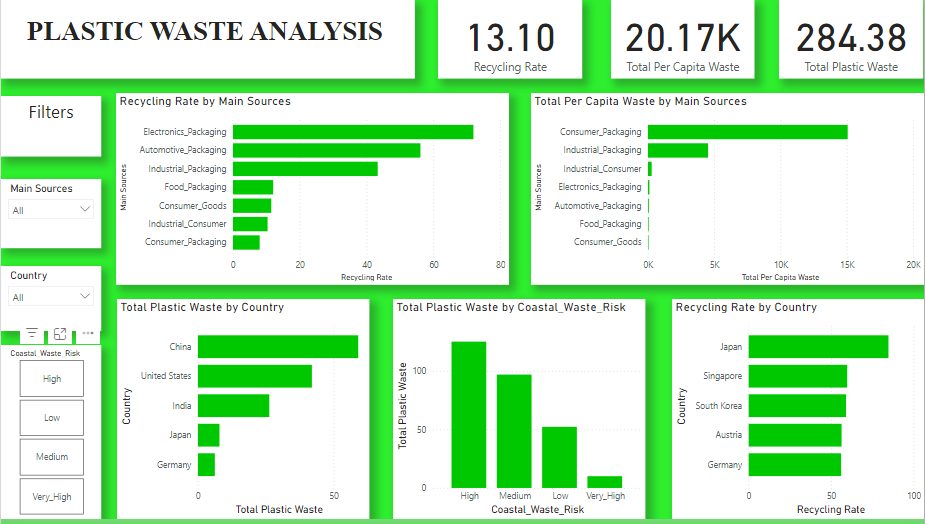 PLASTIC WASTE ANALYSIS
13.10
Recycling Rate
20.17K
Total Per Capita Waste
284.38
Total Plastic Waste
Filters
Main Sources
All
Country
All
Coastal_Waste_Risk
High
Low
Medium
Very_High
Recycling Rate by Main Sources
Main Sources
Electronics_Packaging
Automotive_Packaging
Industrial_Packaging
Food_Packaging
Consumer_Goods
Industrial_Consumer
Consumer_Packaging
0 20 40 60 80
Recycling Rate
Total Per Capita Waste by Main Sources
Main Sources
Consumer_Packaging
Industrial_Packaging
Industrial_Consumer
Electronics_Packaging
Automotive_Packaging
Food_Packaging
Consumer_Goods
0K 5K 10K 15K 20K
Total Per Capita Waste
Total Plastic Waste by Country
Country
China
United States
India
Japan
Germany
0 50
Total Plastic Waste
Total Plastic Waste by Coastal_Waste_Risk
Total Plastic Waste
100
50
0
High Medium Low Very_High
Coastal_Waste_Risk
Recycling Rate by Country
Country
Japan
Singapore
South Korea
Austria
Germany
0 50 100
Recycling Rate